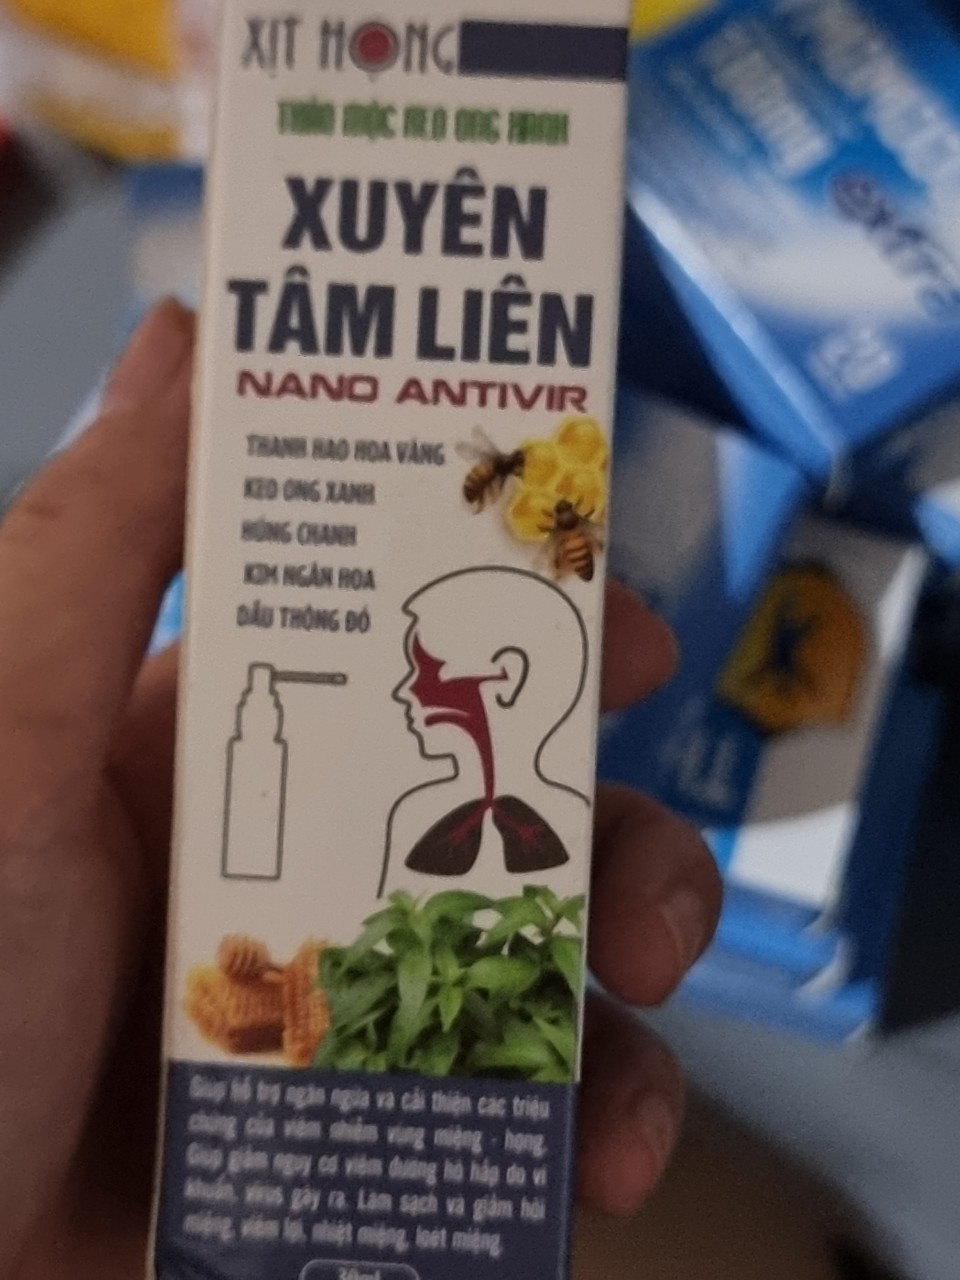 XỊT HỌNG
THẢO MỘC KEO ONG XANH
XUYÊN
TÂM LIÊN
NANO ANTIVIR
THANH HAO HOA VÀNG
KEO ONG XANH
HÚNG CHANH
KIM NGÂN HOA
DẦU THÔNG ĐỎ
Giúp hỗ trợ ngăn ngừa và cải thiện các triệu
chứng của viêm nhiễm vùng miệng - họng.
Giúp giảm nguy cơ viêm đường hô hấp do vi
khuẩn, virus gây ra. Làm sạch và giảm hôi
miệng, viêm lợi, nhiệt miệng, loét miệng.
30ml
extra
20